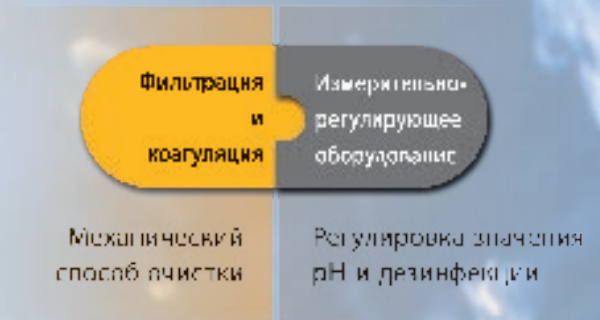 Фильтрация
и
коагуляция
Измерительно-
регулирующее
оборудование
Механический
способ очистки
Регулировка значения
pH и дезинфекции